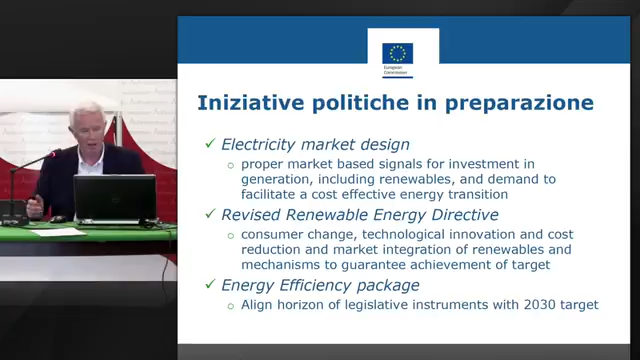 European
Commission
Iniziative politiche in preparazione
✓ Electricity market design
o proper market based signals for investment in
generation, including renewables, and demand to
facilitate a cost effective energy transition
✓ Revised Renewable Energy Directive
o consumer change, technological innovation and cost
reduction and market integration of renewables and
mechanisms to guarantee achievement of target
✓ Energy Efficiency package
o Align horizon of legislative instruments with 2030 target